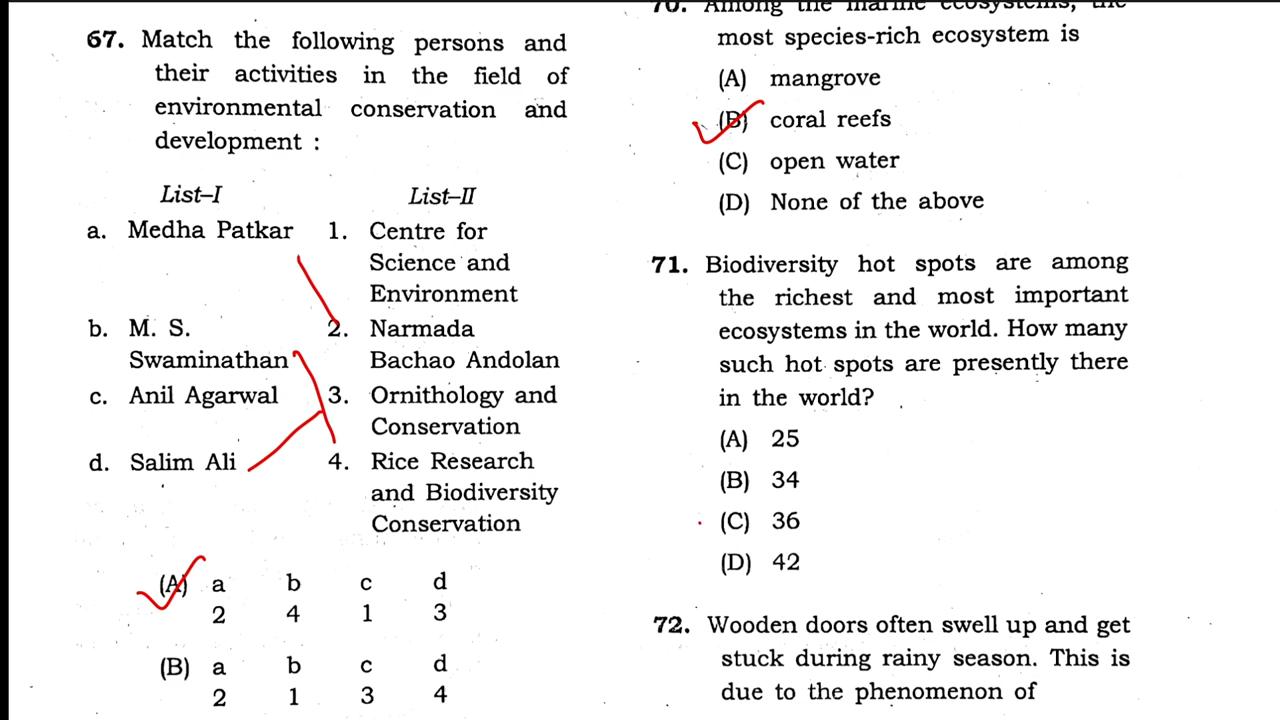 67. Match the following persons and
their activities in the field of
environmental conservation and
development :
List–I List–II
a. Medha Patkar 1. Centre for
Science and
Environment
b. M. S. 2. Narmada
Swaminathan Bachao Andolan
c. Anil Agarwal 3. Ornithology and
Conservation
d. Salim Ali 4. Rice Research
and Biodiversity
Conservation
(A) a b c d
2 4 1 3
(B) a b c d
2 1 3 4
70. Among the marine ecosystems, the
most species-rich ecosystem is
(A) mangrove
(B) coral reefs
(C) open water
(D) None of the above
71. Biodiversity hot spots are among
the richest and most important
ecosystems in the world. How many
such hot spots are presently there
in the world?
(A) 25
(B) 34
(C) 36
(D) 42
72. Wooden doors often swell up and get
stuck during rainy season. This is
due to the phenomenon of